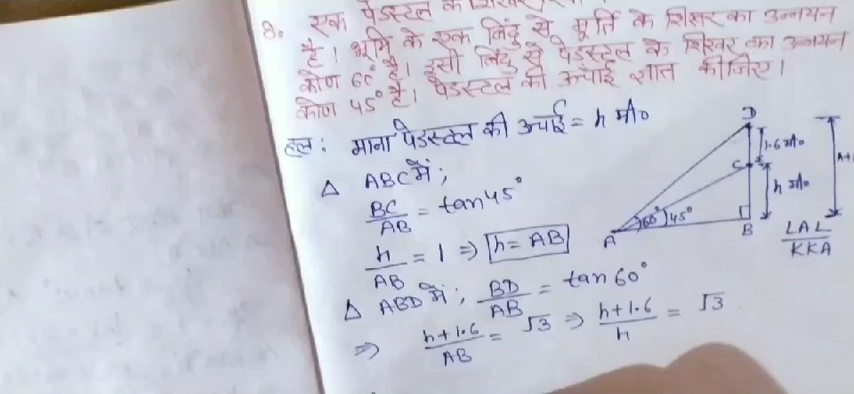 8. एक पेडस्टल के शिखर
है। भूमि के एक बिंदु से मूर्ति के शिखर का उन्नयन
कोण 60° है। इसी बिंदु से पेडस्टल के शिखर का उन्नयन
कोण 45° है। पेडस्टल की ऊंचाई ज्ञात कीजिए।
हल : माना पेडस्टल की ऊंचाई = h मी०
Δ ABC में ;
BC/AB = tan45°
h/AB = 1 ⇒ h = AB
Δ ABD में ; BD/AB = tan 60°
⇒ h+1.6/AB = √3 ⇒ h+1.6/h = √3
D
1.6 मी०
C
h मी०
60° 45°
A
B
LAL/KKA